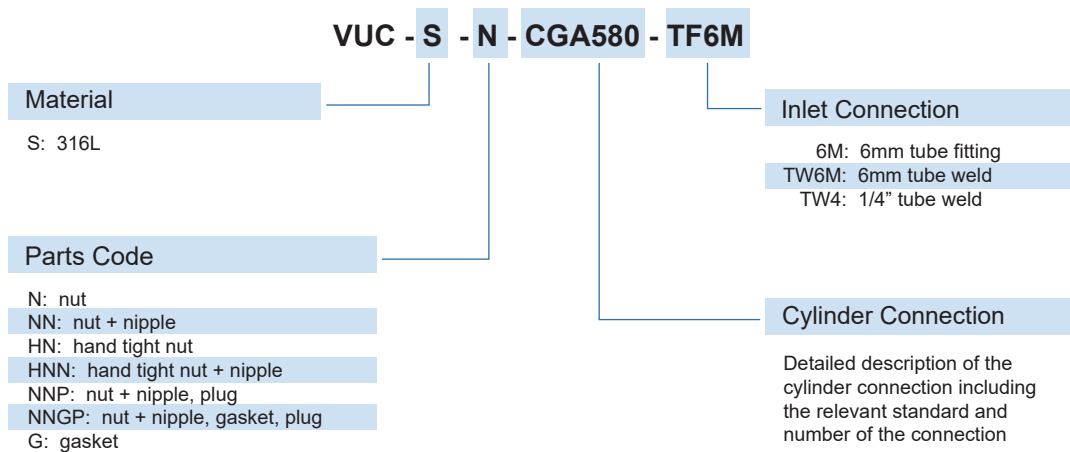 VUC - S - N - CGA580 - TF6M
Material
S: 316L
Parts Code
N: nut
NN: nut + nipple
HN: hand tight nut
HNN: hand tight nut + nipple
NNP: nut + nipple, plug
NNGP: nut + nipple, gasket, plug
G: gasket
Inlet Connection
6M: 6mm tube fitting
TW6M: 6mm tube weld
TW4: 1/4” tube weld
Cylinder Connection
Detailed description of the
cylinder connection including
the relevant standard and
number of the connection